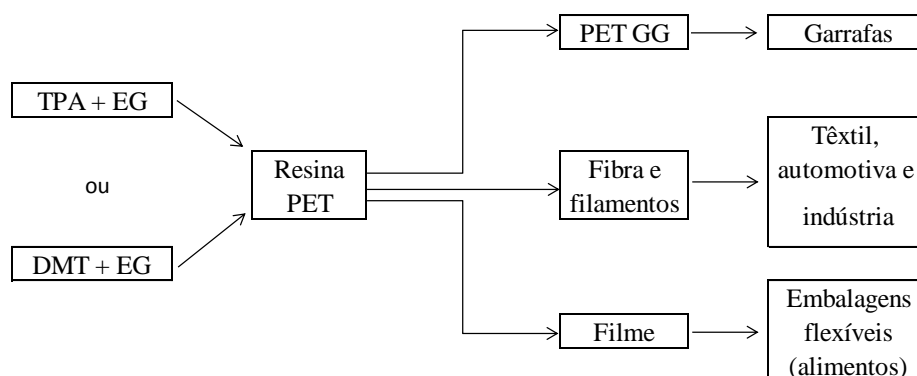 PET GG
Garrafas
TPA + EG
ou
DMT + EG
Resina
PET
Fibra e
filamentos
Têxtil,
automotiva e
indústria
Filme
Embalagens
flexíveis
(alimentos)